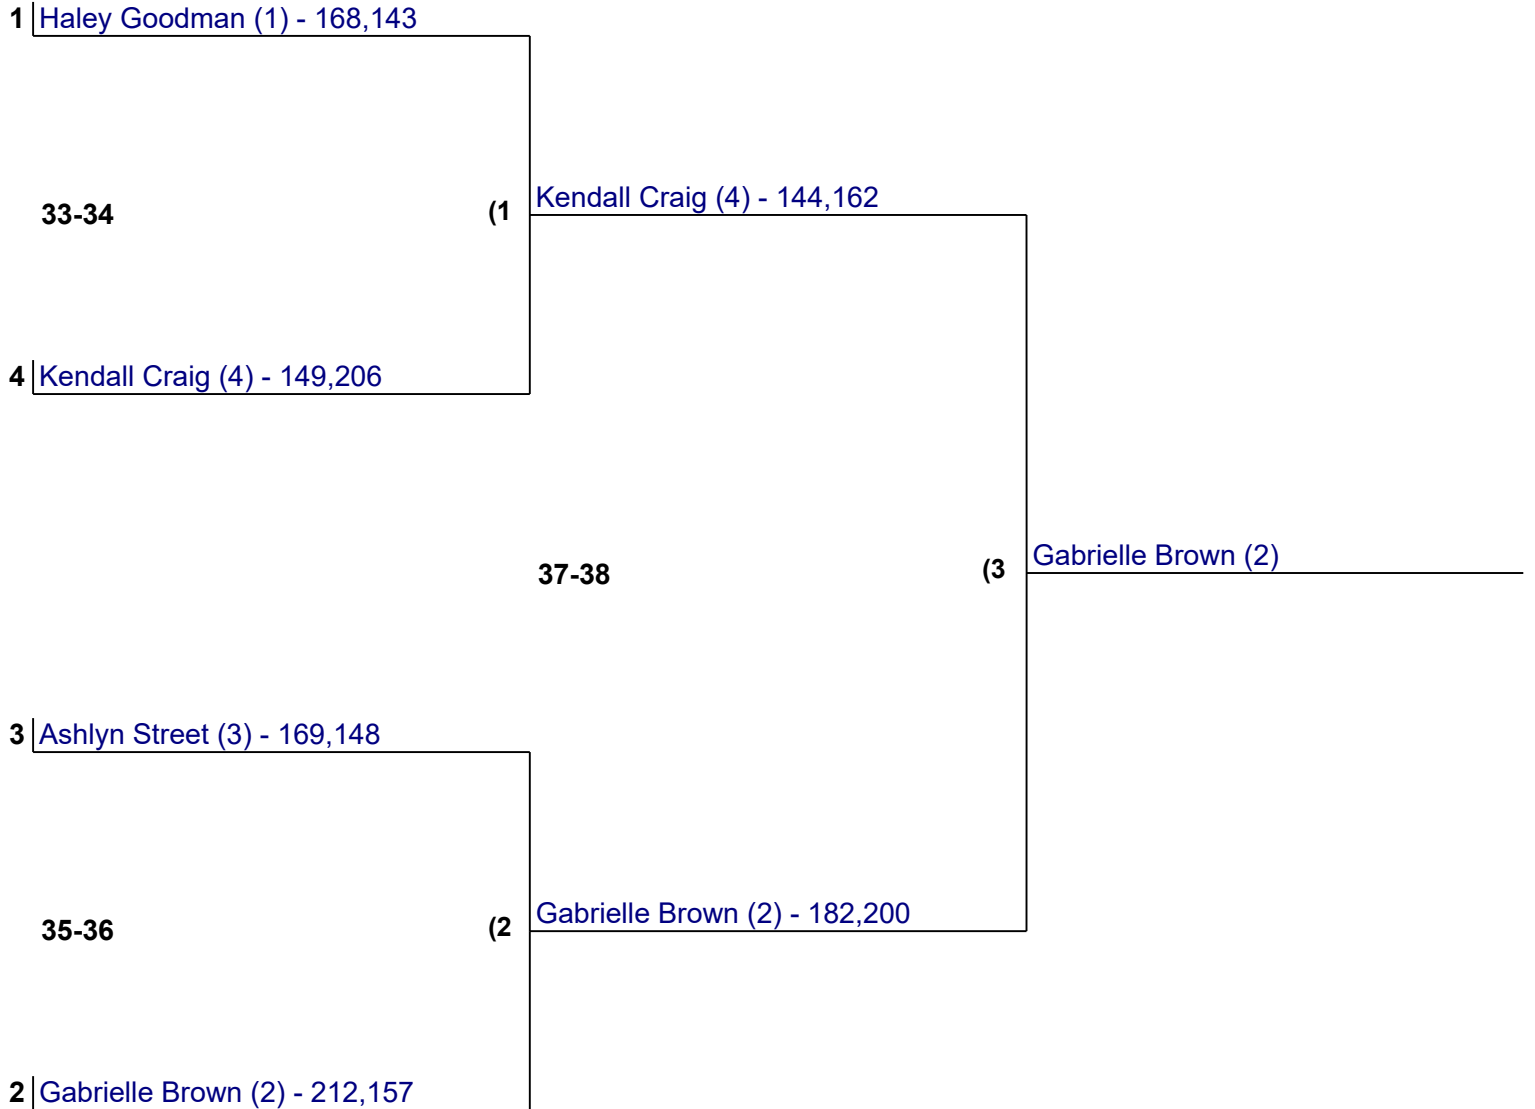 1 Haley Goodman (1) - 168,143
33-34
(1
Kendall Craig (4) - 144,162
4 Kendall Craig (4) - 149,206
37-38
(3
Gabrielle Brown (2)
3 Ashlyn Street (3) - 169,148
35-36
(2
Gabrielle Brown (2) - 182,200
2 Gabrielle Brown (2) - 212,157